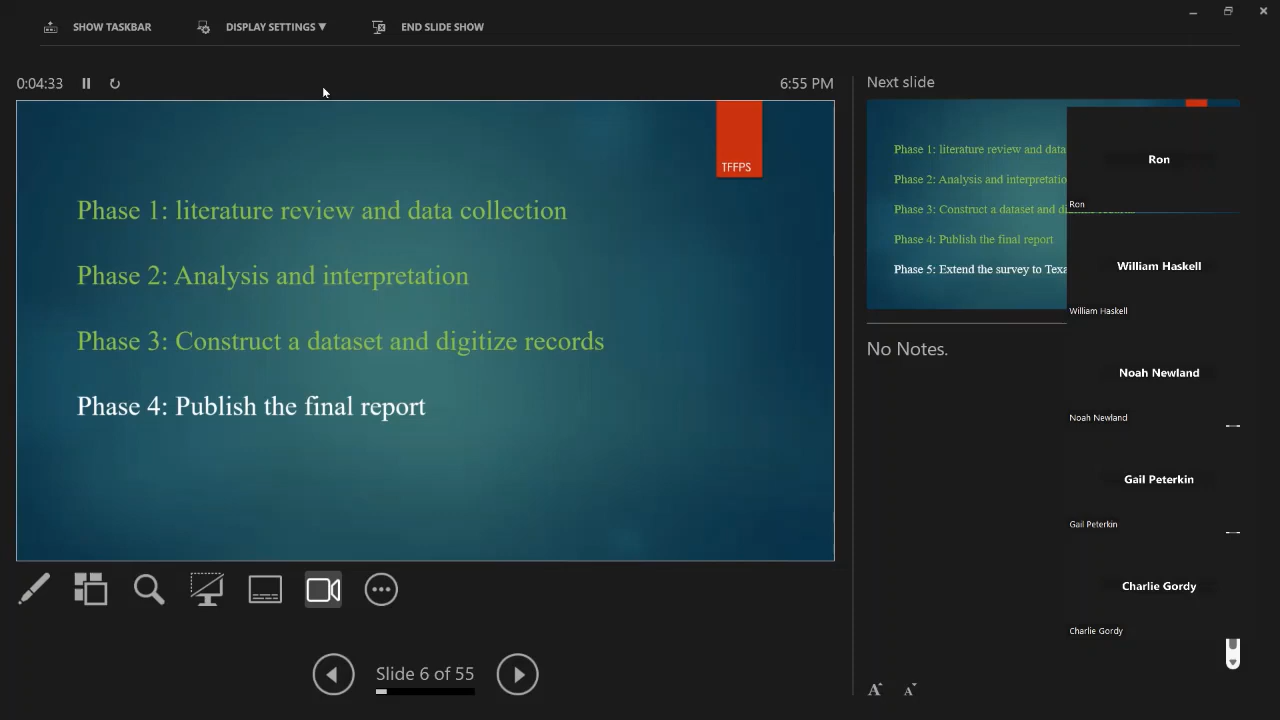 SHOW TASKBAR DISPLAY SETTINGS ▼ END SLIDE SHOW
0:04:33 6:55 PM
TFFPS
Phase 1: literature review and data collection
Phase 2: Analysis and interpretation
Phase 3: Construct a dataset and digitize records
Phase 4: Publish the final report
Slide 6 of 55
Next slide
Phase 1: literature review and data
Phase 2: Analysis and interpretatio
Phase 3: Construct a dataset and
Phase 4: Publish the final report
Phase 5: Extend the survey to Texa
No Notes.
A A
Ron
Ron
William Haskell
William Haskell
Noah Newland
Noah Newland
Gail Peterkin
Gail Peterkin
Charlie Gordy
Charlie Gordy